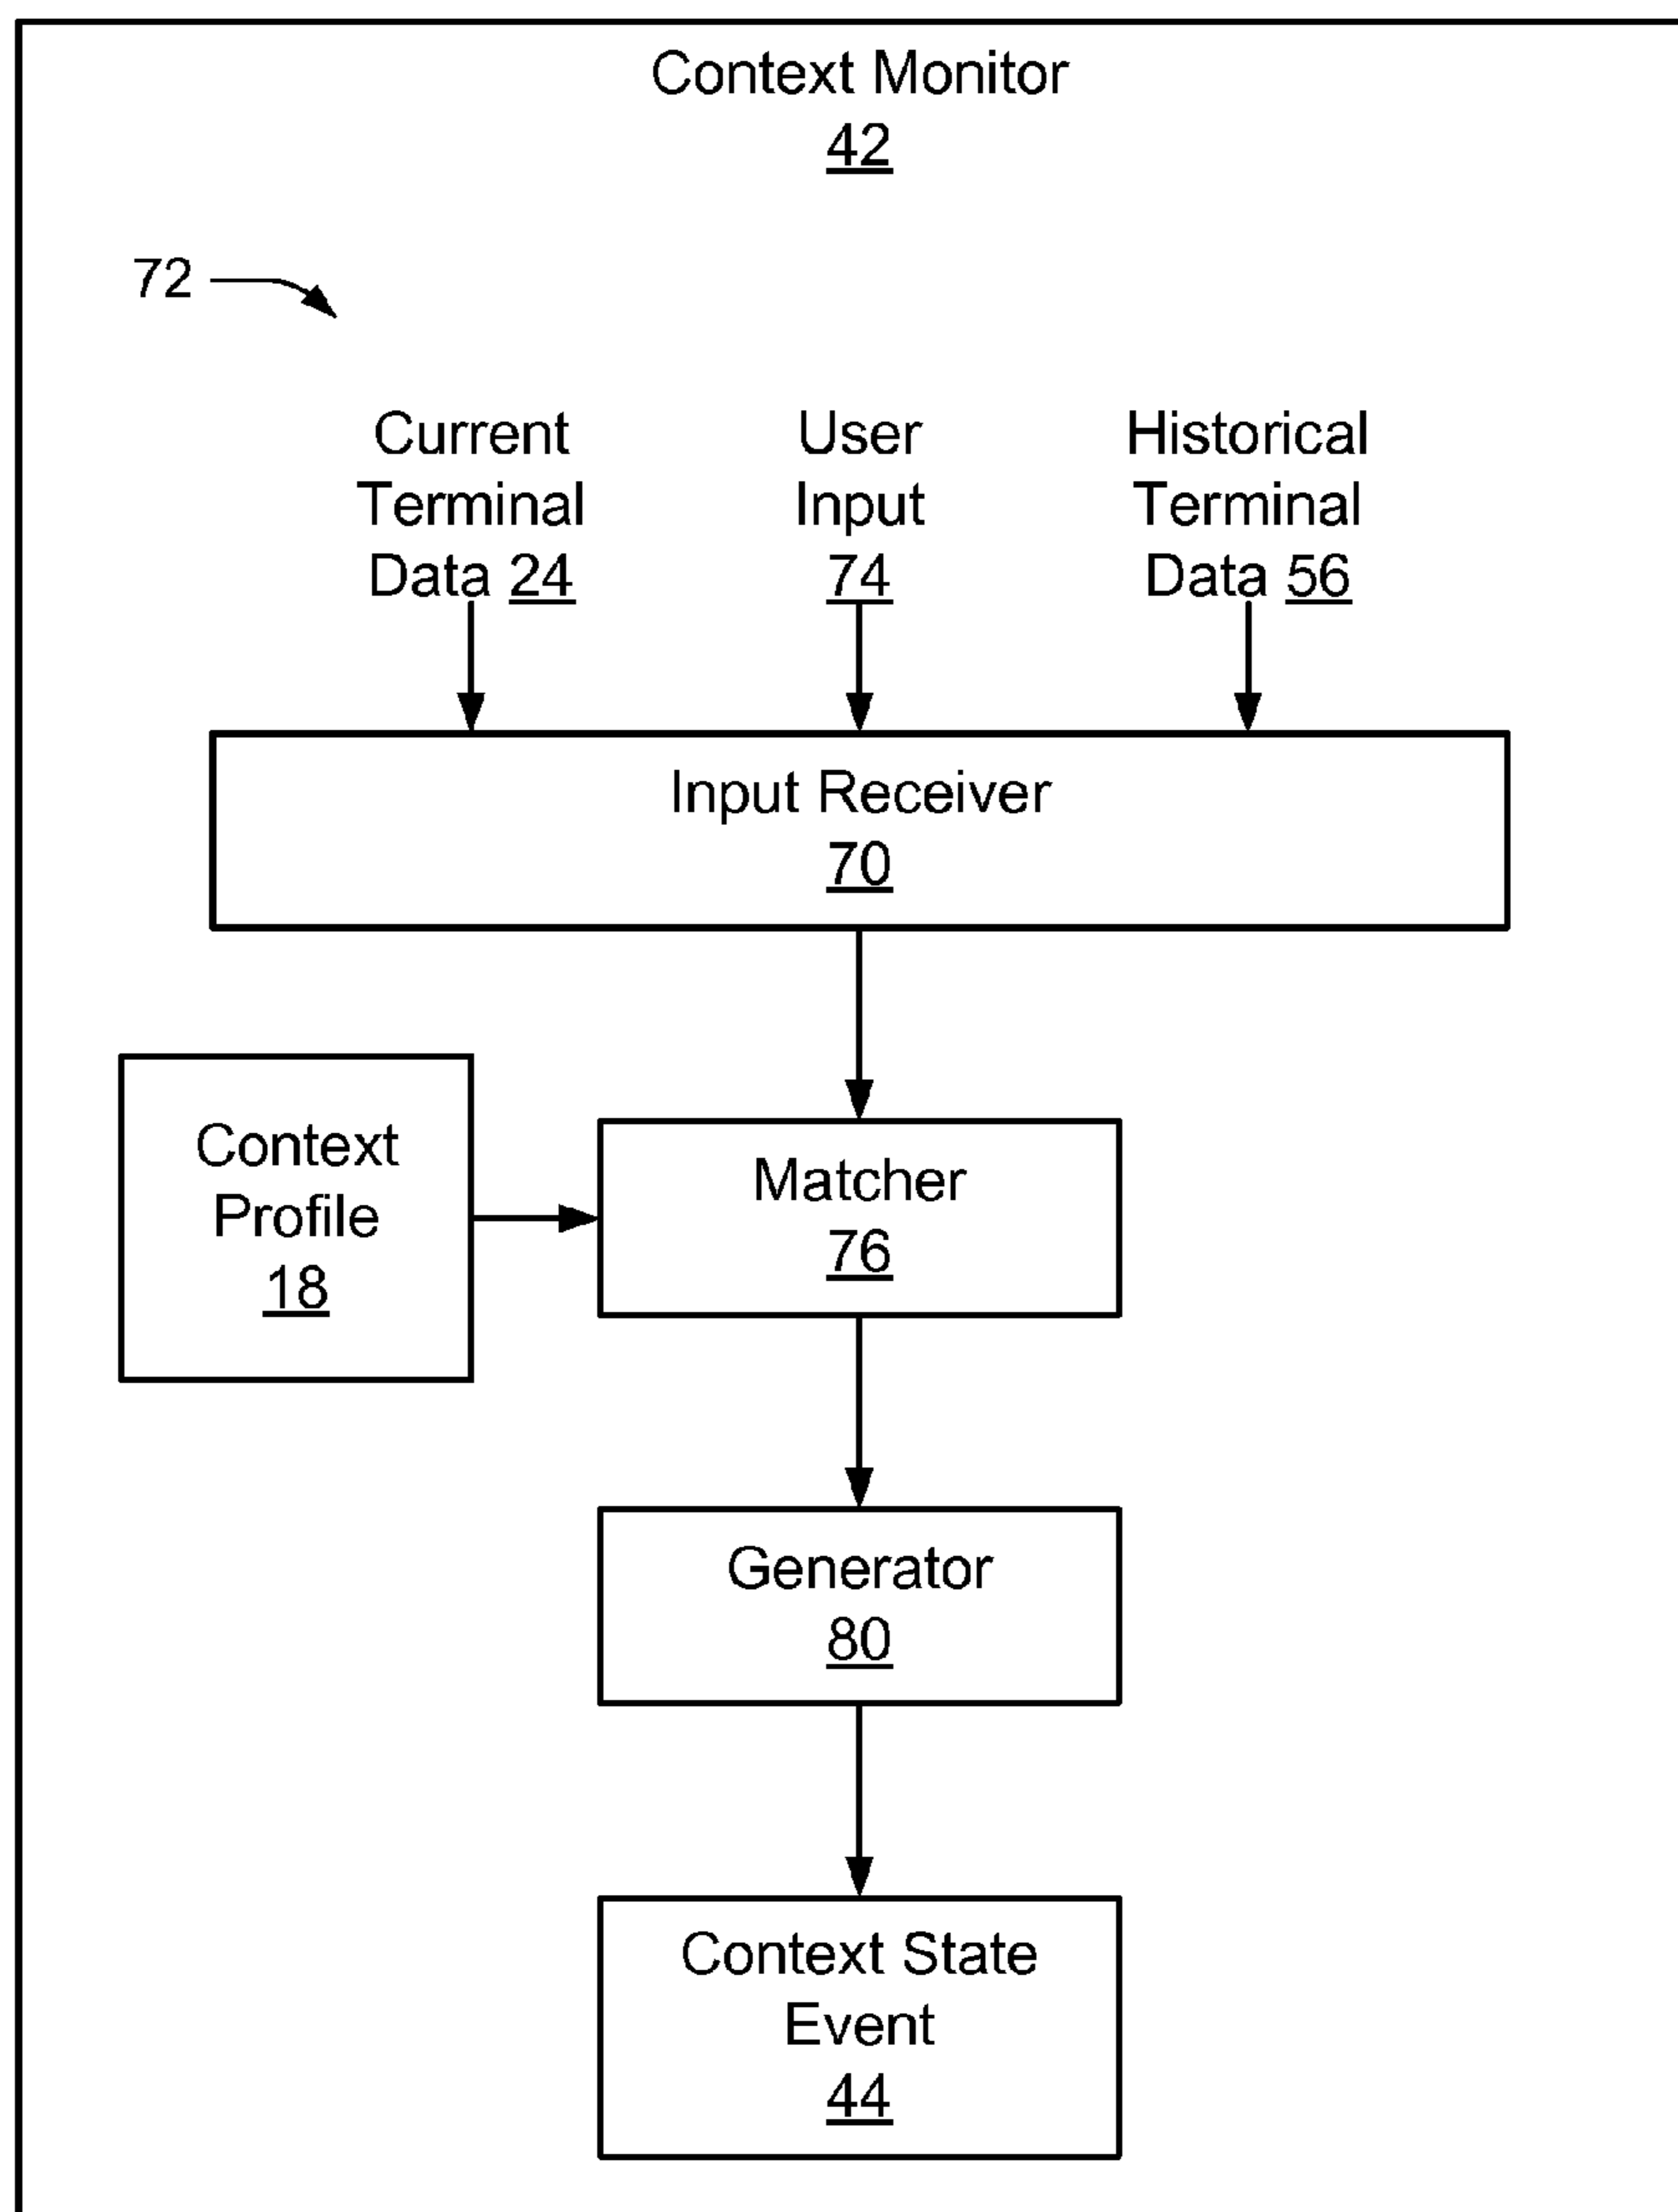 Context Monitor
42
72
Current
Terminal
Data 24
User
Input
74
Historical
Terminal
Data 56
Input Receiver
70
Context
Profile
18
Matcher
76
Generator
80
Context State
Event
44